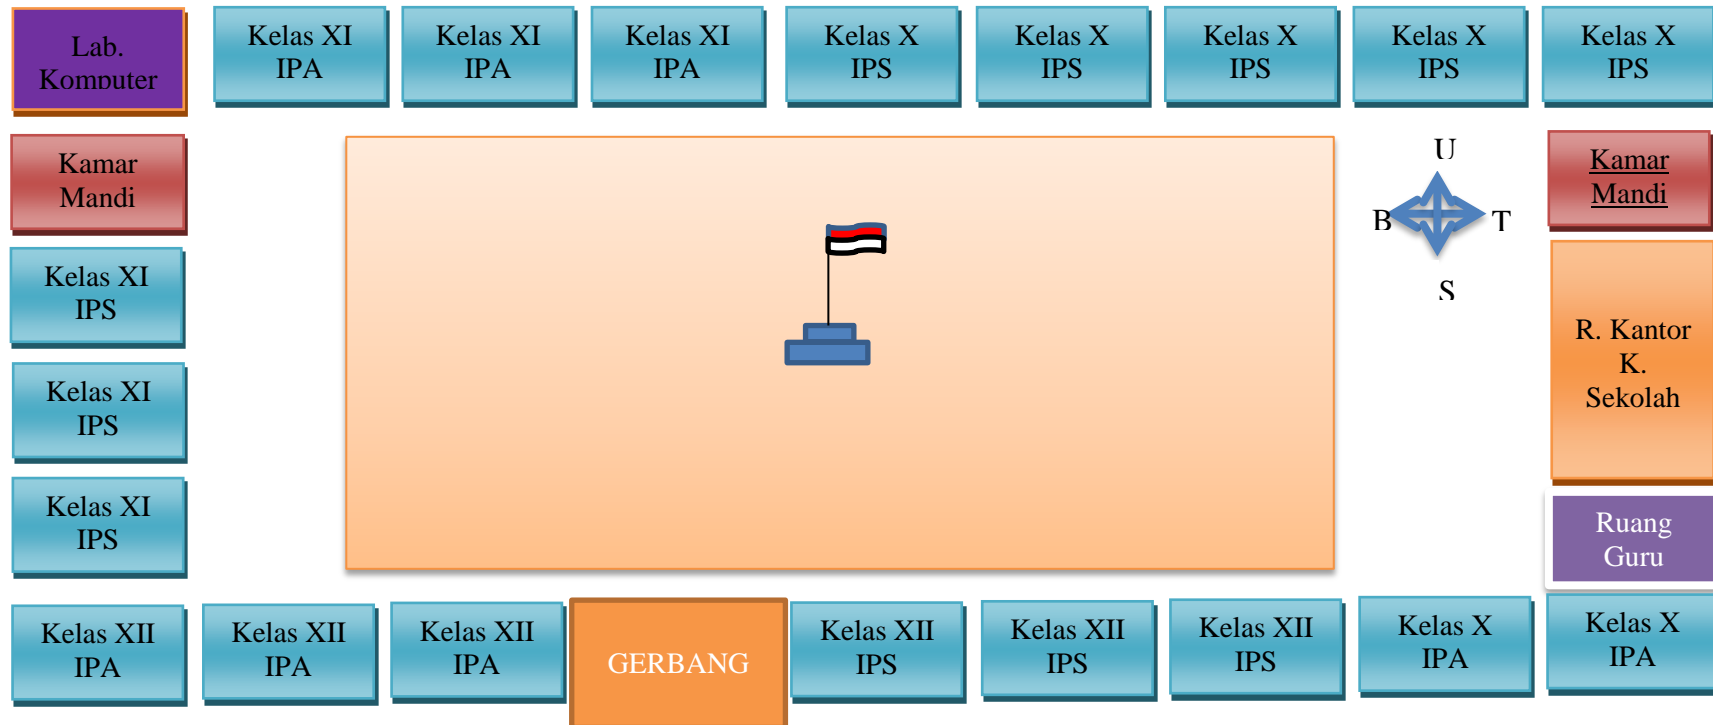 Lab.
Komputer
Kelas XI
IPA
Kelas XI
IPA
Kelas XI
IPA
Kelas X
IPS
Kelas X
IPS
Kelas X
IPS
Kelas X
IPS
Kelas X
IPS
Kamar
Mandi
U
B
T
S
Kamar
Mandi
Kelas XI
IPS
R. Kantor
K.
Sekolah
Kelas XI
IPS
Kelas XI
IPS
Ruang
Guru
Kelas XII
IPA
Kelas XII
IPA
Kelas XII
IPA
GERBANG
Kelas XII
IPS
Kelas XII
IPS
Kelas XII
IPS
Kelas X
IPA
Kelas X
IPA